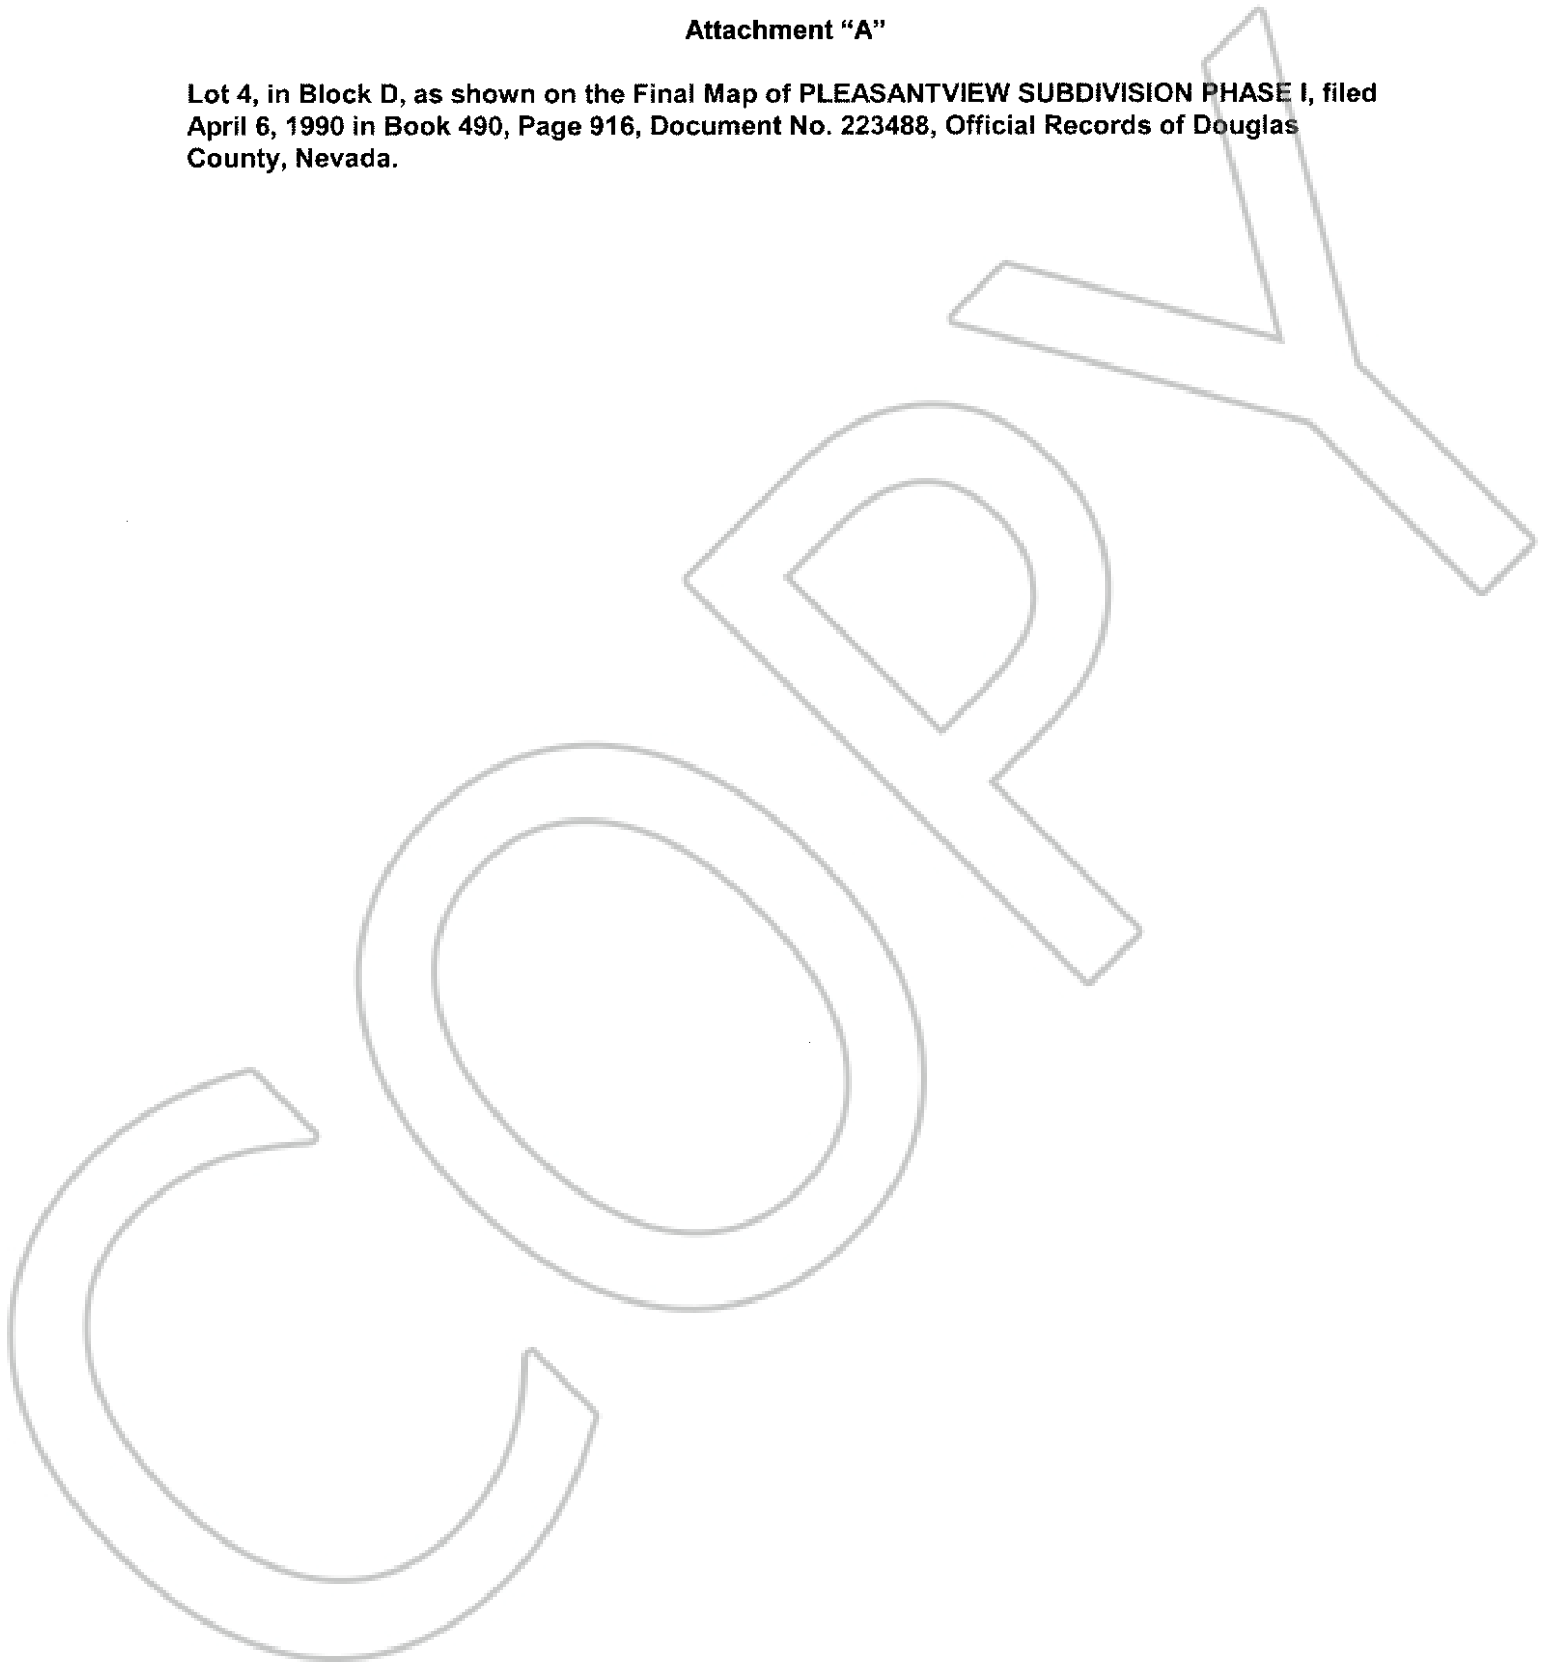 Attachment “A”
Lot 4, in Block D, as shown on the Final Map of PLEASANTVIEW SUBDIVISION PHASE I, filed
April 6, 1990 in Book 490, Page 916, Document No. 223488, Official Records of Douglas
County, Nevada.
COPY